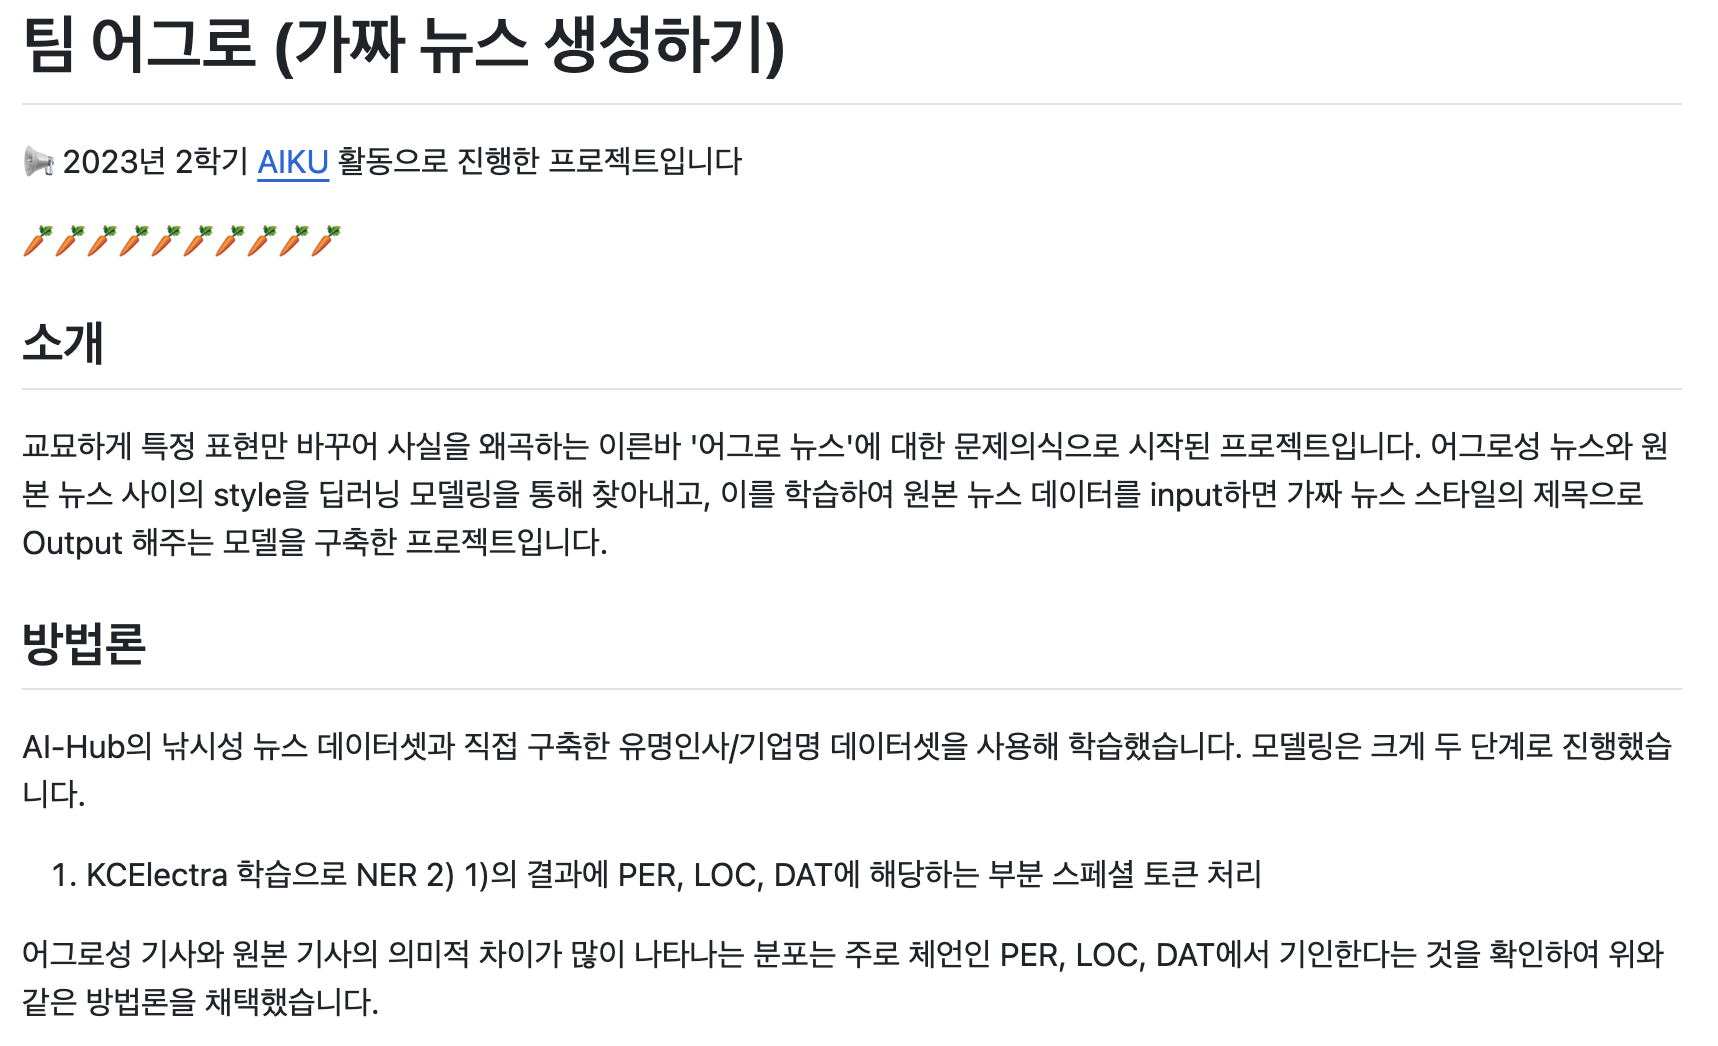 팀 어그로 (가짜 뉴스 생성하기)
📢 2023년 2학기 AIKU 활동으로 진행한 프로젝트입니다
🥕🥕🥕🥕🥕🥕🥕🥕🥕🥕
소개
교묘하게 특정 표현만 바꾸어 사실을 왜곡하는 이른바 '어그로 뉴스'에 대한 문제의식으로 시작된 프로젝트입니다. 어그로성 뉴스와 원
본 뉴스 사이의 style을 딥러닝 모델링을 통해 찾아내고, 이를 학습하여 원본 뉴스 데이터를 input하면 가짜 뉴스 스타일의 제목으로
Output 해주는 모델을 구축한 프로젝트입니다.
방법론
AI-Hub의 낚시성 뉴스 데이터셋과 직접 구축한 유명인사/기업명 데이터셋을 사용해 학습했습니다. 모델링은 크게 두 단계로 진행했습
니다.
1. KCElectra 학습으로 NER 2) 1)의 결과에 PER, LOC, DAT에 해당하는 부분 스페셜 토큰 처리
어그로성 기사와 원본 기사의 의미적 차이가 많이 나타나는 분포는 주로 체언인 PER, LOC, DAT에서 기인한다는 것을 확인하여 위와
같은 방법론을 채택했습니다.